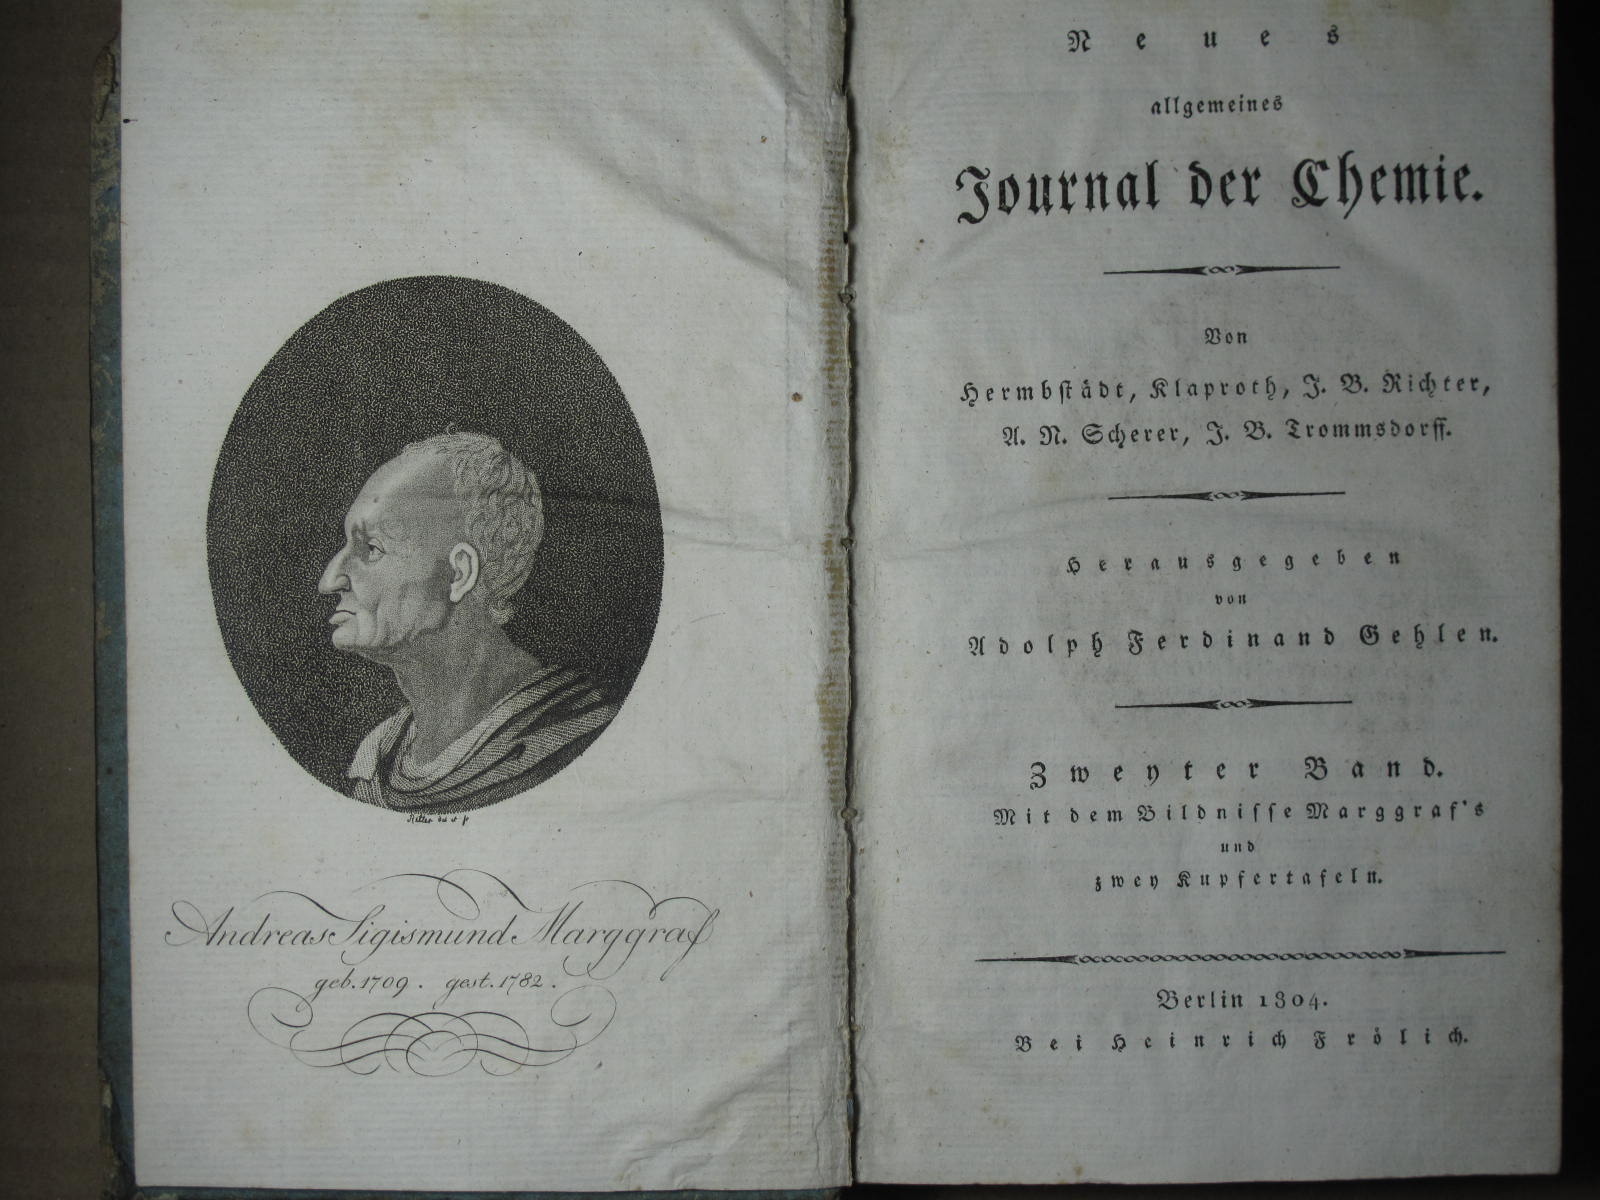 Andreas Sigismund Marggraf
geb. 1709. gest. 1782.
Neues
allgemeines
Journal der Chemie.
Von
Hermbſtädt, Klaproth, J. B. Richter,
A. N. Scherer, J. B. Trommsdorff.
Herausgegeben
von
Adolph Ferdinand Gehlen.
Zweyter Band.
Mit dem Bildniſſe Marggraf's
und
zwey Kupfertafeln.
Berlin 1804.
Bei Heinrich Frölich.